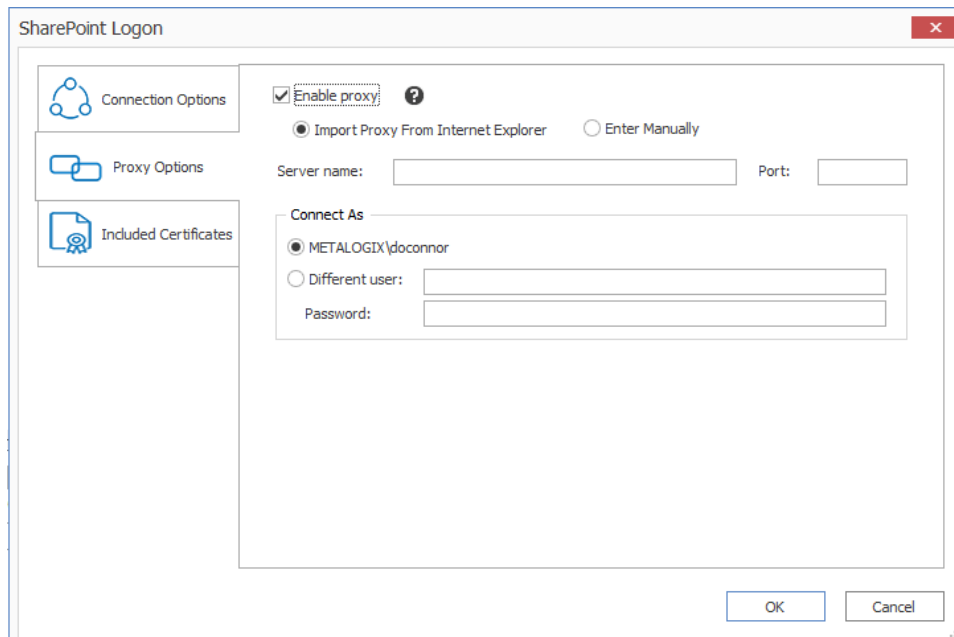 SharePoint Logon
Connection Options
Proxy Options
Included Certificates
Enable proxy ?
Import Proxy From Internet Explorer Enter Manually
Server name: Port:
Connect As
METALOGIX\doconnor
Different user:
Password:
OK Cancel